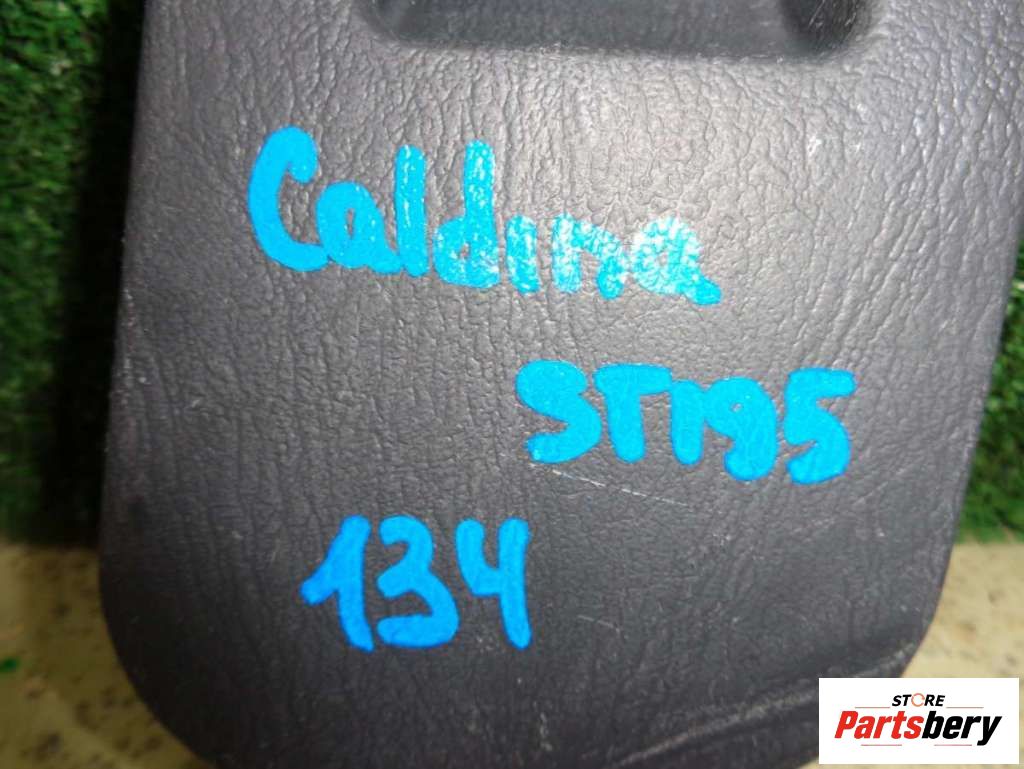 Caldina
ST195
134
STORE
Partsbery